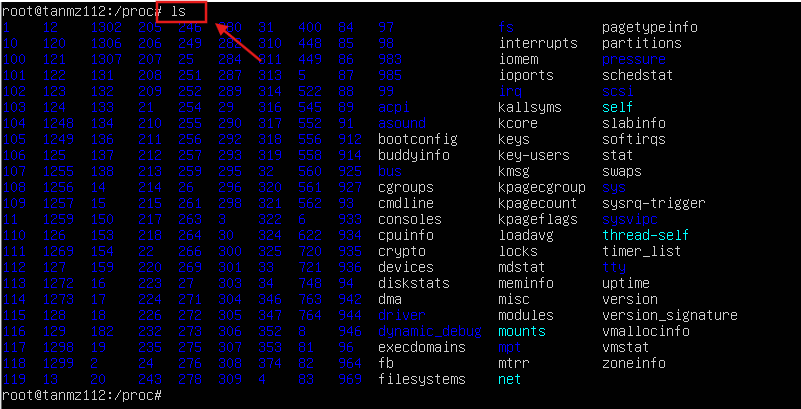 root@tanmz112:/proc# ls
1 12 1302 205 245 280 31 400 84 97 fs pagetypeinfo
10 120 1306 206 249 282 310 448 85 98 interrupts partitions
100 121 1307 207 25 284 311 449 86 983 iomem pressure
101 122 131 208 251 287 313 5 87 985 ioports schedstat
102 123 132 209 252 289 314 522 88 99 irq scsi
103 124 133 21 254 29 316 545 89 acpi kallsyms self
104 1248 134 210 255 290 317 552 91 asound kcore slabinfo
105 1249 136 211 256 292 318 556 912 bootconfig keys softirqs
106 125 137 212 257 293 319 558 914 buddyinfo key-users stat
107 1255 138 213 259 295 32 560 925 bus kmsg swaps
108 1256 14 214 26 296 320 561 927 cgroups kpagecgroup sys
109 1257 15 215 261 298 321 562 93 cmdline kpagecount sysrq-trigger
11 1259 150 217 263 3 322 6 933 consoles kpageflags sysvipc
110 126 153 218 264 30 324 622 934 cpuinfo loadavg thread-self
111 1269 154 22 266 300 325 720 935 crypto locks timer_list
112 127 159 220 269 301 33 721 936 devices mdstat tty
113 1272 16 223 27 303 34 748 94 diskstats meminfo uptime
114 1273 17 224 271 304 346 763 942 dma misc version
115 128 18 226 272 305 347 764 944 driver modules version_signature
116 129 182 232 273 306 352 8 946 dynamic_debug mounts vmallocinfo
117 1298 19 235 275 307 353 81 96 execdomains mpt vmstat
118 1299 2 24 276 308 374 82 964 fb mtrr zoneinfo
119 13 20 243 278 309 4 83 969 filesystems net
root@tanmz112:/proc#